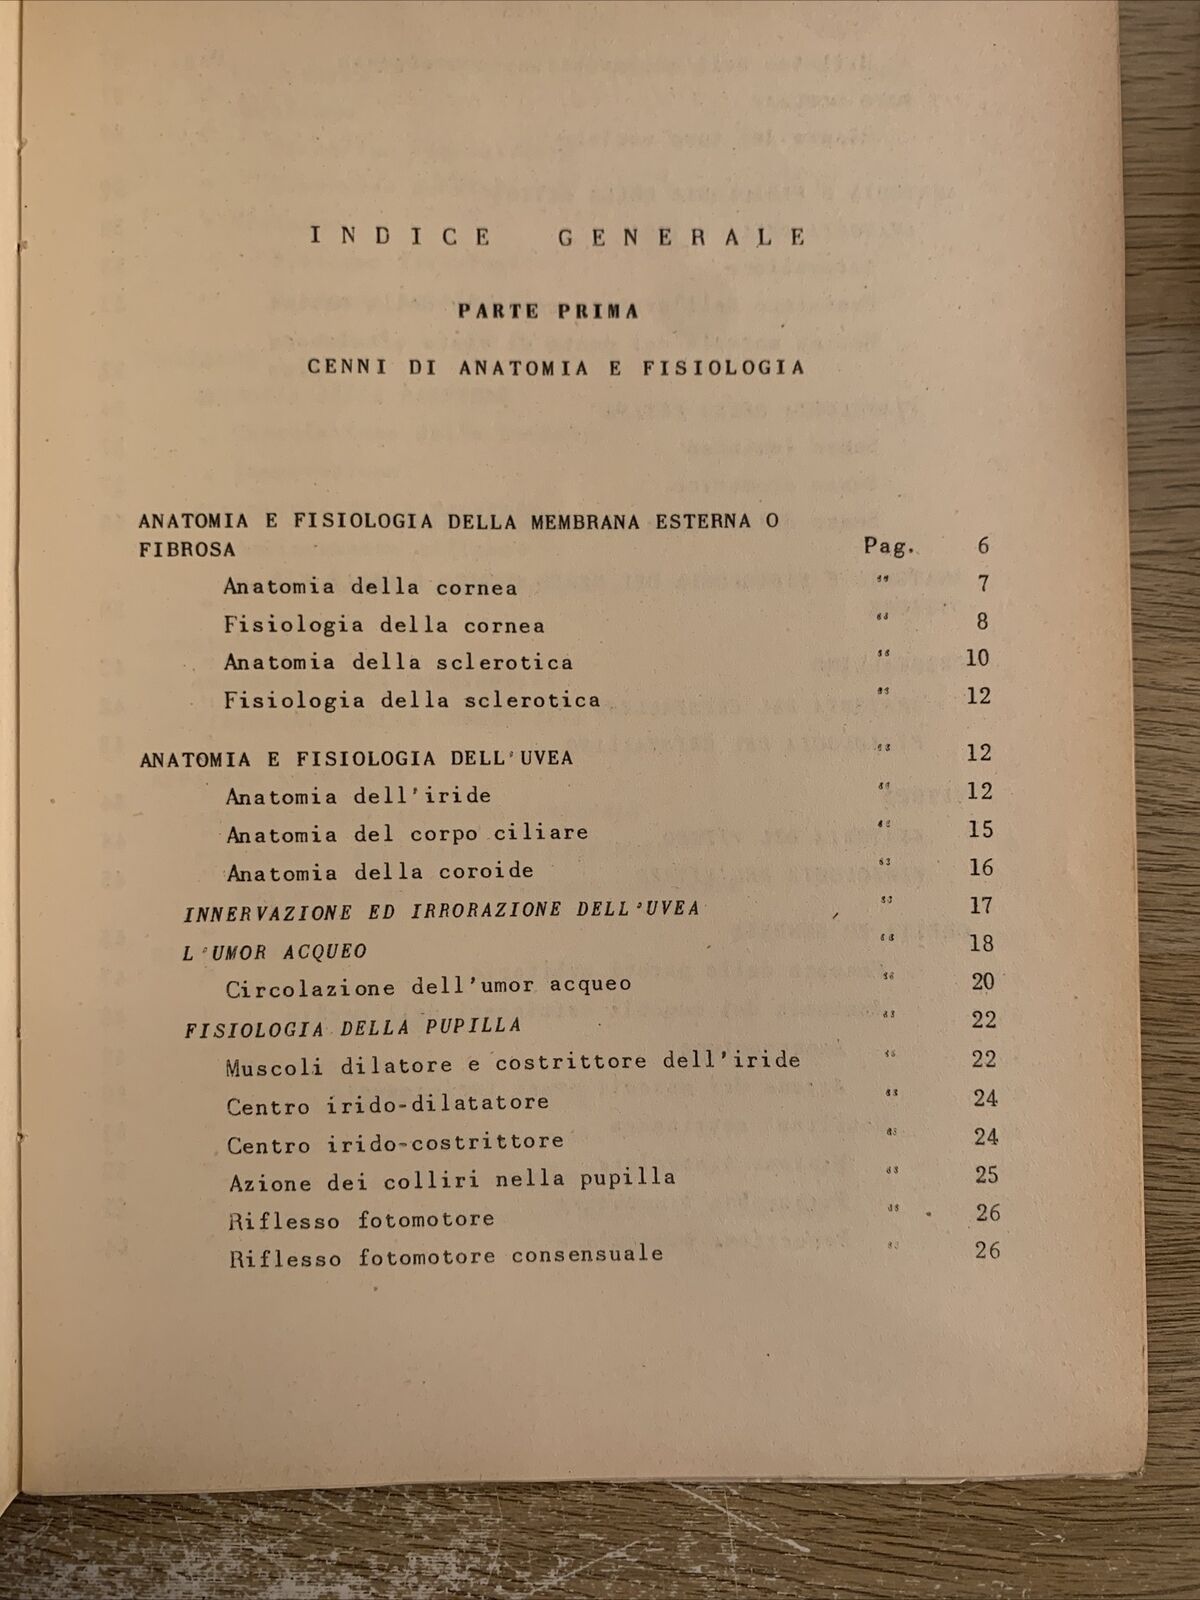 INDICE GENERALE
PARTE PRIMA
CENNI DI ANATOMIA E FISIOLOGIA
ANATOMIA E FISIOLOGIA DELLA MEMBRANA ESTERNA O
FIBROSA Pag. 6
Anatomia della cornea " 7
Fisiologia della cornea " 8
Anatomia della sclerotica " 10
Fisiologia della sclerotica " 12
ANATOMIA E FISIOLOGIA DELL'UVEA " 12
Anatomia dell'iride " 12
Anatomia del corpo ciliare " 15
Anatomia della coroide " 16
INNERVAZIONE ED IRRORAZIONE DELL'UVEA " 17
L'UMOR ACQUEO " 18
Circolazione dell'umor acqueo " 20
FISIOLOGIA DELLA PUPILLA " 22
Muscoli dilatore e costrittore dell'iride " 22
Centro irido-dilatatore " 24
Centro irido-costrittore " 24
Azione dei colliri nella pupilla " 25
Riflesso fotomotore " 26
Riflesso fotomotore consensuale " 26